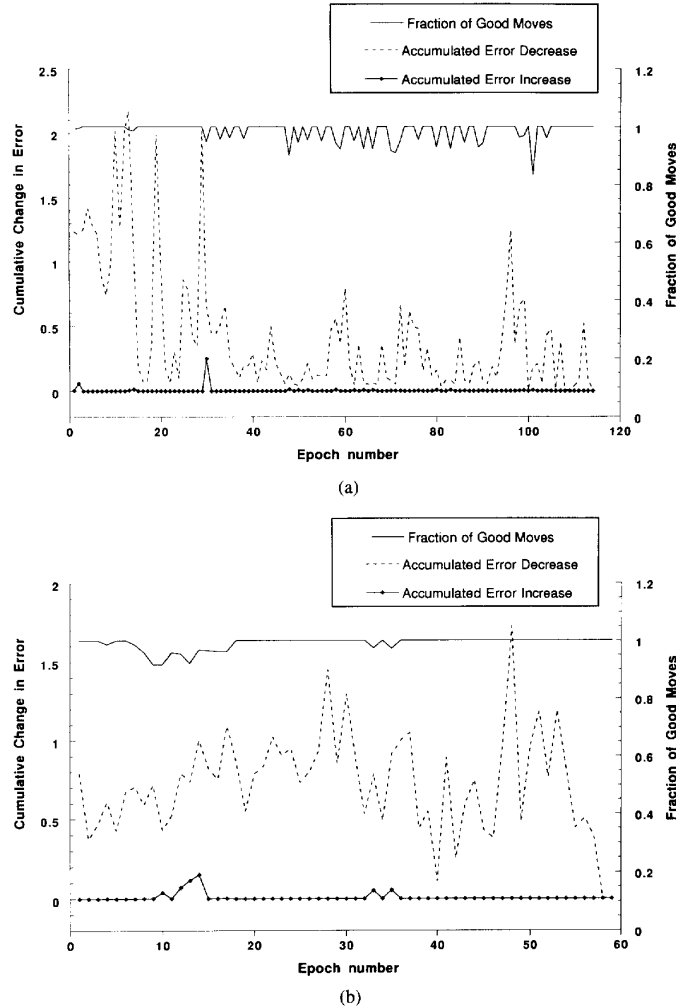 Fraction of Good Moves
Accumulated Error Decrease
Accumulated Error Increase
2.5
2
1.5
1
0.5
0
Cumulative Change in Error
1.2
1
0.8
0.6
0.4
0.2
0
Fraction of Good Moves
0 20 40 60 80 100 120
Epoch number
(a)
Fraction of Good Moves
Accumulated Error Decrease
Accumulated Error Increase
2
1.5
1
0.5
0
Cumulative Change in Error
1.2
1
0.8
0.6
0.4
0.2
0
Fraction of Good Moves
0 10 20 30 40 50 60
Epoch number
(b)